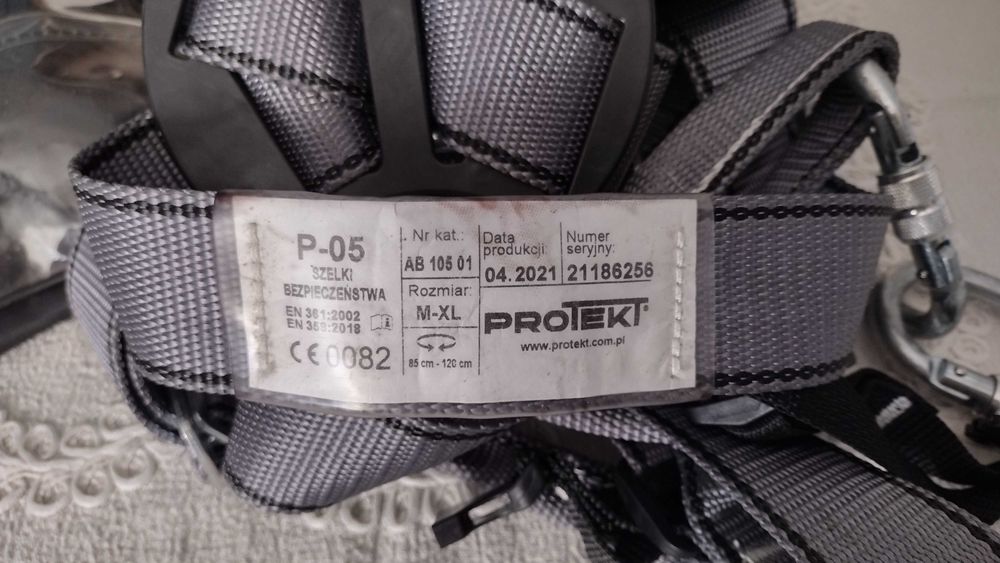 P-05
SZELKI
BEZPIECZEŃSTWA
EN 361:2002
EN 358:2018
CE 0082
Nr kat.:
AB 105 01
Rozmiar:
M-XL
85 cm - 120 cm
Data
produkcji:
04.2021
Numer
seryjny:
21186256
PROTEKT®
www.protekt.com.pl